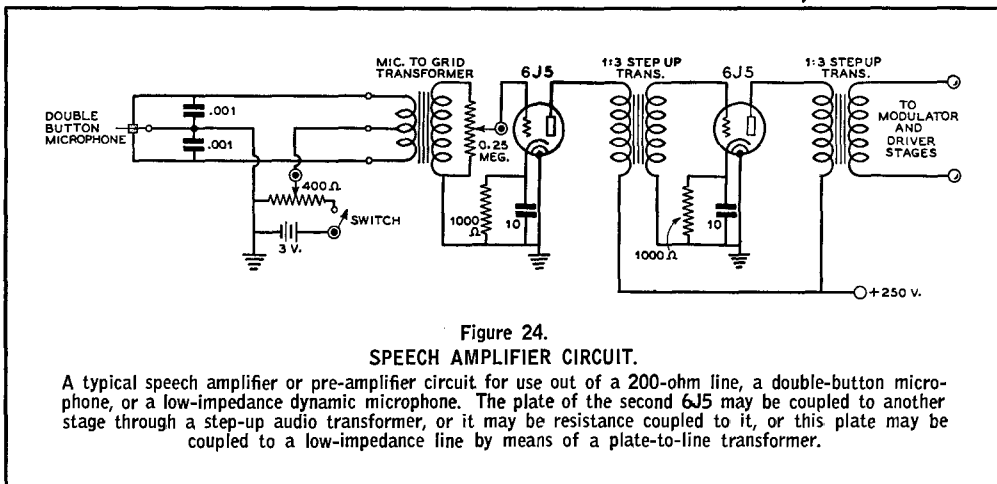 MIC. TO GRID
TRANSFORMER
6J5
1:3 STEP UP
TRANS.
6J5
1:3 STEP UP
TRANS.
DOUBLE
BUTTON
MICROPHONE
.001
.001
0.25
MEG.
TO
MODULATOR
AND
DRIVER
STAGES
400Ω
SWITCH
3 V.
1000
Ω
10
1000Ω
10
+250 V.
Figure 24.
SPEECH AMPLIFIER CIRCUIT.
A typical speech amplifier or pre-amplifier circuit for use out of a 200-ohm line, a double-button micro-
phone, or a low-impedance dynamic microphone. The plate of the second 6J5 may be coupled to another
stage through a step-up audio transformer, or it may be resistance coupled to it, or this plate may be
coupled to a low-impedance line by means of a plate-to-line transformer.